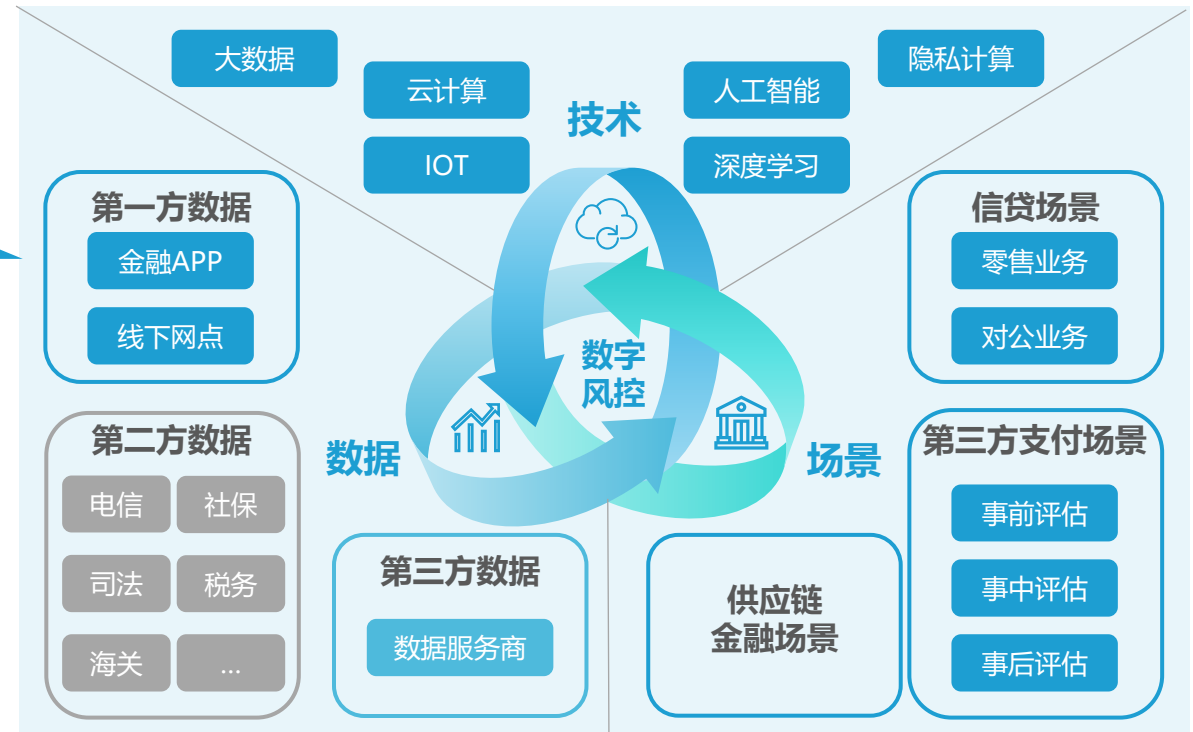 大数据
云计算
人工智能
隐私计算
技术
IOT
深度学习
第一方数据
金融APP
线下网点
信贷场景
零售业务
对公业务
数字
风控
数据
场景
第二方数据
电信
社保
司法
税务
海关
...
第三方数据
数据服务商
供应链
金融场景
第三方支付场景
事前评估
事中评估
事后评估